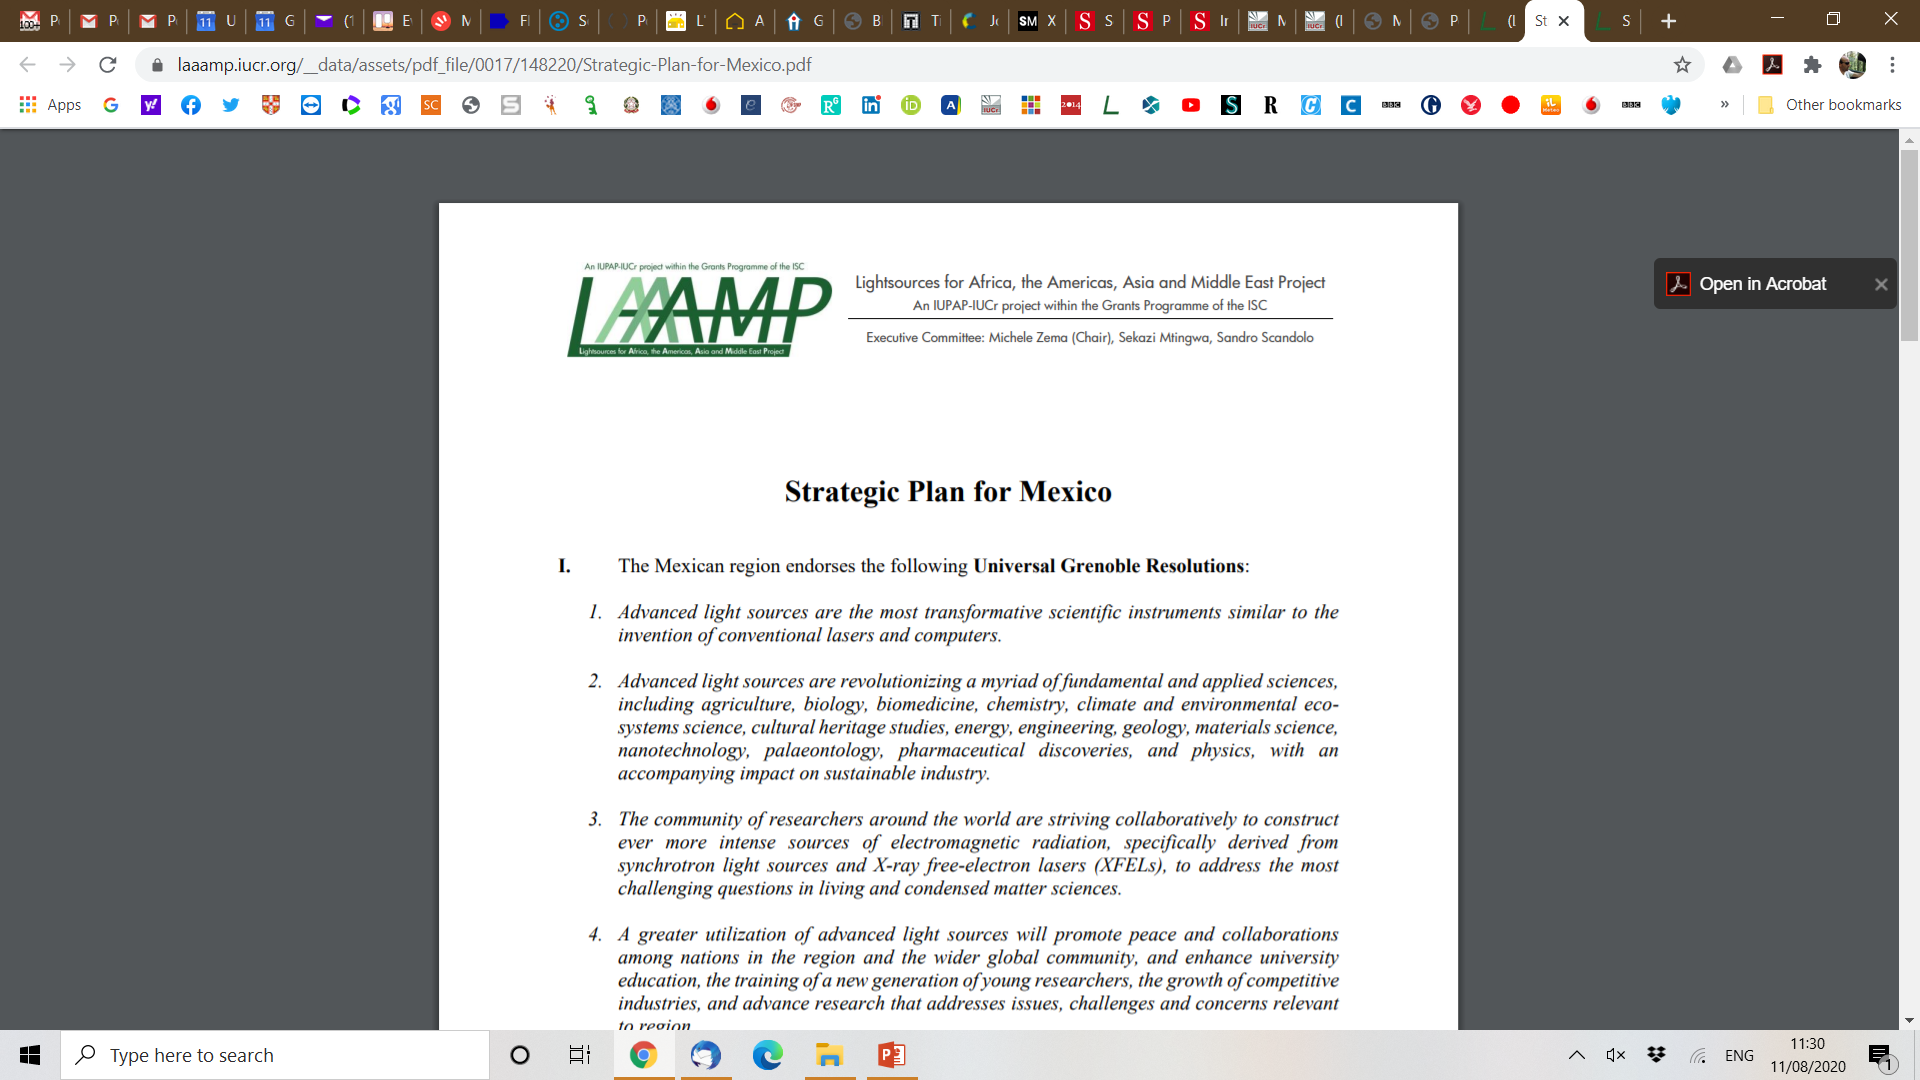 P
P
P
U
G
(1
E
M
Fl
S
P
L'
A
G
B
T
Jo
X
S
P
Ir
M
(I
M
P
(l
St
S
laaamp.iucr.org/__data/assets/pdf_file/0017/148220/Strategic-Plan-for-Mexico.pdf
Apps
Other bookmarks
An IUPAP-IUCr project within the Grants Programme of the ISC
LAAAMP
Lightsources for Africa, the Americas, Asia and Middle East Project
Lightsources for Africa, the Americas, Asia and Middle East Project
An IUPAP-IUCr project within the Grants Programme of the ISC
Executive Committee: Michele Zema (Chair), Sekazi Mtingwa, Sandro Scandolo
Open in Acrobat
Strategic Plan for Mexico
I. The Mexican region endorses the following Universal Grenoble Resolutions:
1. Advanced light sources are the most transformative scientific instruments similar to the
invention of conventional lasers and computers.
2. Advanced light sources are revolutionizing a myriad of fundamental and applied sciences,
including agriculture, biology, biomedicine, chemistry, climate and environmental eco-
systems science, cultural heritage studies, energy, engineering, geology, materials science,
nanotechnology, palaeontology, pharmaceutical discoveries, and physics, with an
accompanying impact on sustainable industry.
3. The community of researchers around the world are striving collaboratively to construct
ever more intense sources of electromagnetic radiation, specifically derived from
synchrotron light sources and X-ray free-electron lasers (XFELs), to address the most
challenging questions in living and condensed matter sciences.
4. A greater utilization of advanced light sources will promote peace and collaborations
among nations in the region and the wider global community, and enhance university
education, the training of a new generation of young researchers, the growth of competitive
industries, and advance research that addresses issues, challenges and concerns relevant
to region.
Type here to search
ENG
11:30
11/08/2020
1